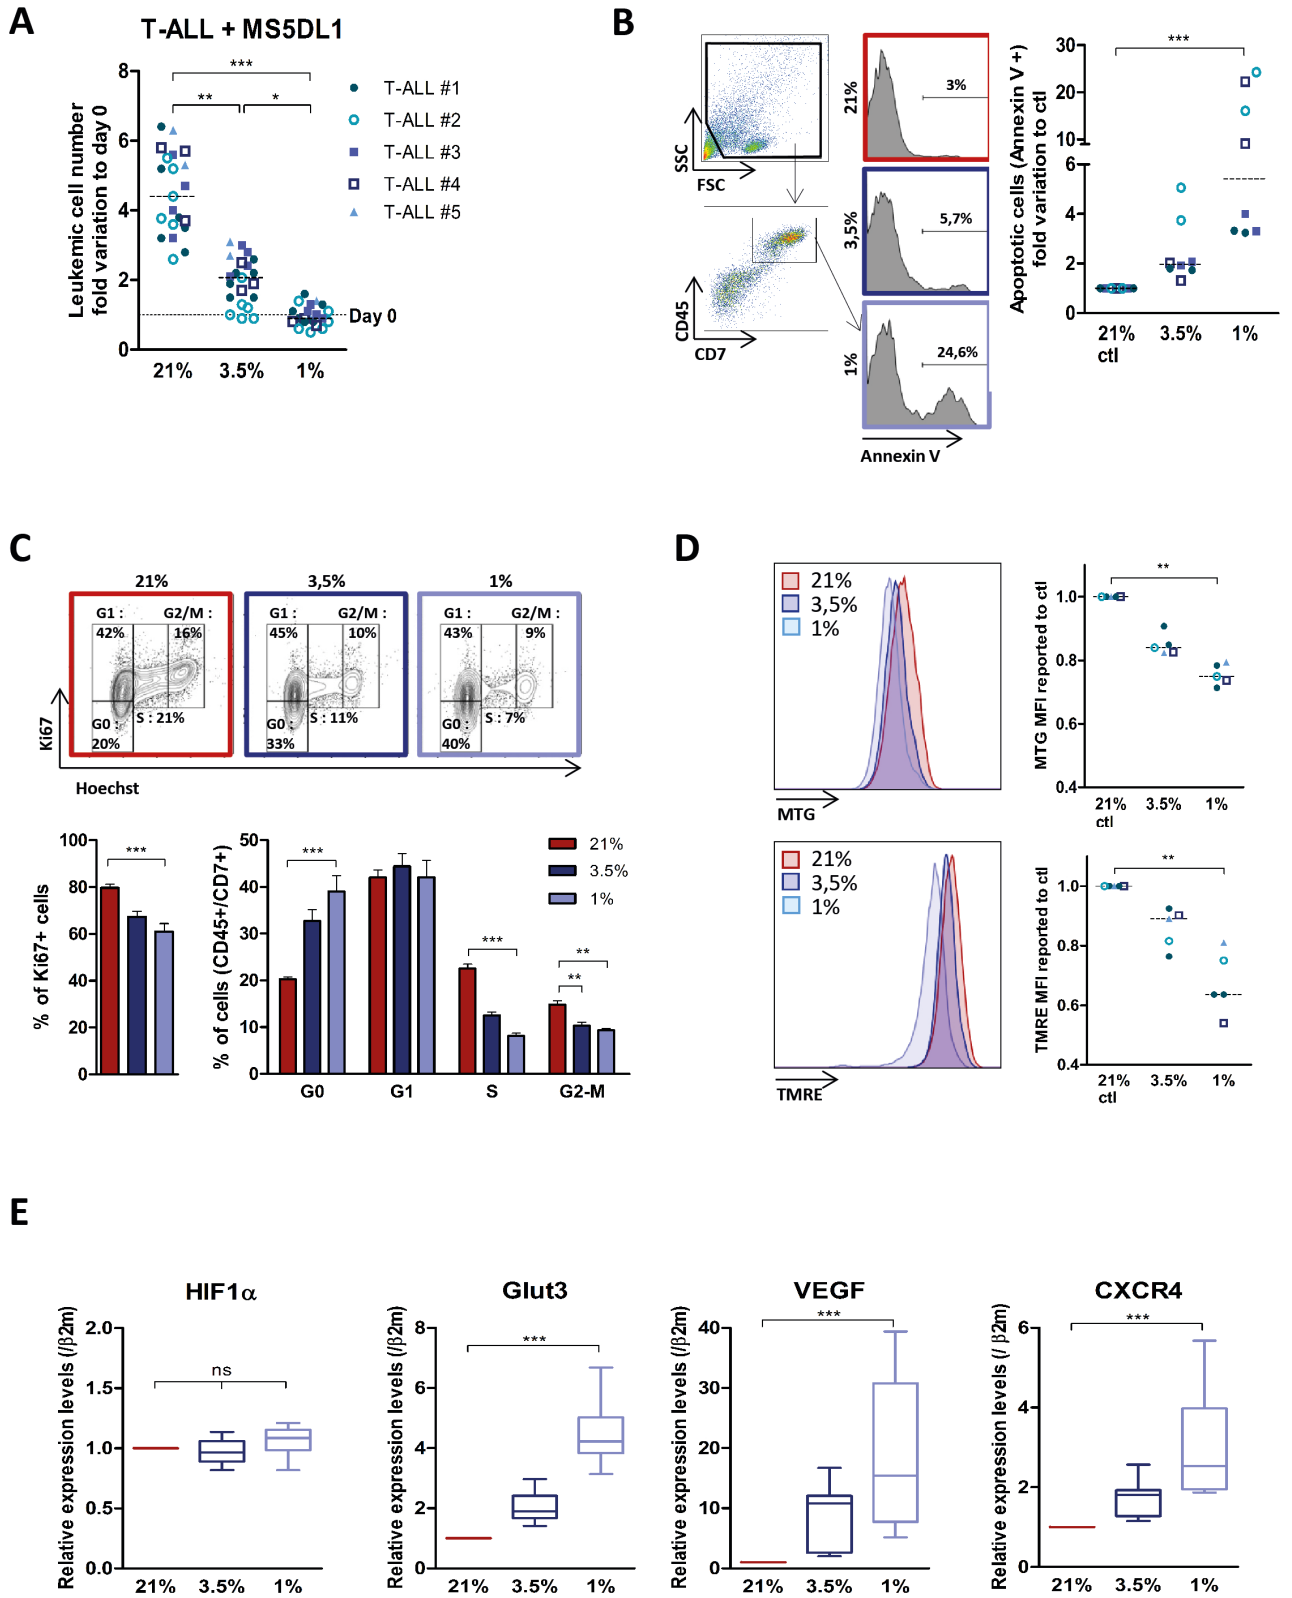 A
T-ALL + MS5DL1
Leukemic cell number
fold variation to day 0
8
6
4
2
0
***
**
*
T-ALL #1
T-ALL #2
T-ALL #3
T-ALL #4
T-ALL #5
Day 0
21%
3.5%
1%
B
SSC
FSC
CD45
CD7
21%
3%
3,5%
5,7%
1%
24,6%
Annexin V
Apoptotic cells (Annexin V +)
fold variation to ctl
30
20
10
6
4
2
0
***
21%
ctl
3.5%
1%
C
21%
3,5%
1%
G1 :
42%
G2/M :
16%
S : 21%
G0 :
20%
G1 :
45%
G2/M :
10%
S : 11%
G0 :
33%
G1 :
43%
G2/M :
9%
S : 7%
G0 :
40%
Ki67
Hoechst
% of Ki67+ cells
100
80
60
40
20
0
***
% of cells (CD45+/CD7+)
50
40
30
20
10
0
***
***
**
**
21%
3.5%
1%
G0
G1
S
G2-M
D
21%
3,5%
1%
MTG
MTG MFI reported to ctl
1.0
0.8
0.6
0.4
**
21%
ctl
3.5%
1%
21%
3,5%
1%
TMRE
TMRE MFI reported to ctl
1.0
0.8
0.6
0.4
**
21%
ctl
3.5%
1%
E
HIF1α
Relative expression levels (/β2m)
2.0
1.5
1.0
0.5
0.0
ns
21%
3.5%
1%
Glut3
Relative expression levels (/β2m)
8
6
4
2
0
***
21%
3.5%
1%
VEGF
Relative expression levels (/β2m)
40
30
20
10
0
***
21%
3.5%
1%
CXCR4
Relative expression levels (/ β2m)
6
4
2
0
***
21%
3.5%
1%